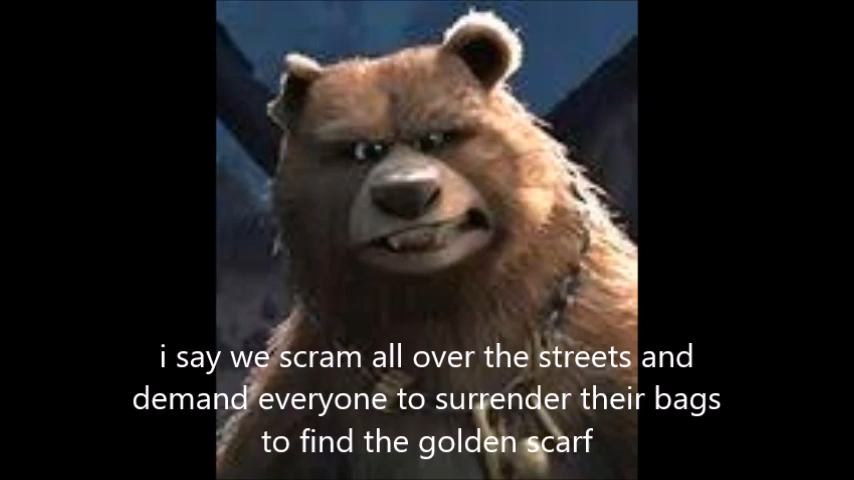 i say we scram all over the streets and
demand everyone to surrender their bags
to find the golden scarf